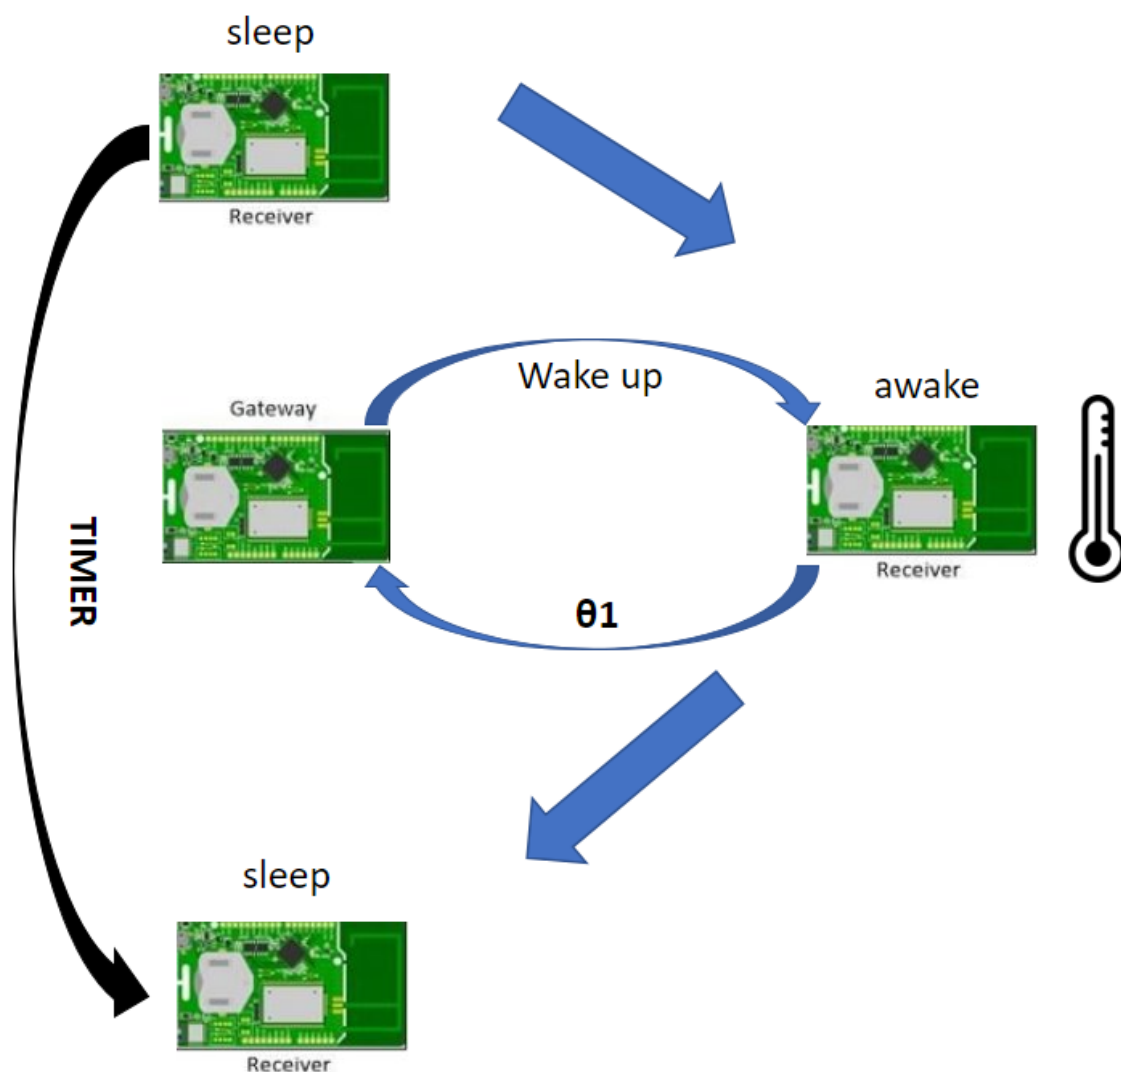 sleep
Receiver
Wake up
awake
Gateway
TIMER
Receiver
θ1
sleep
Receiver